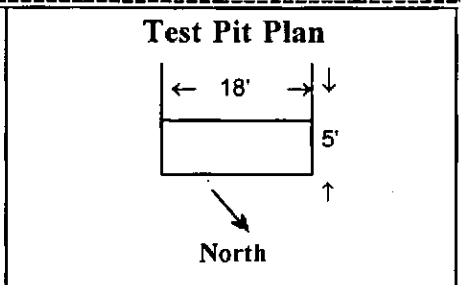 Test Pit Plan
← 18' → ↓
5'
↑
North